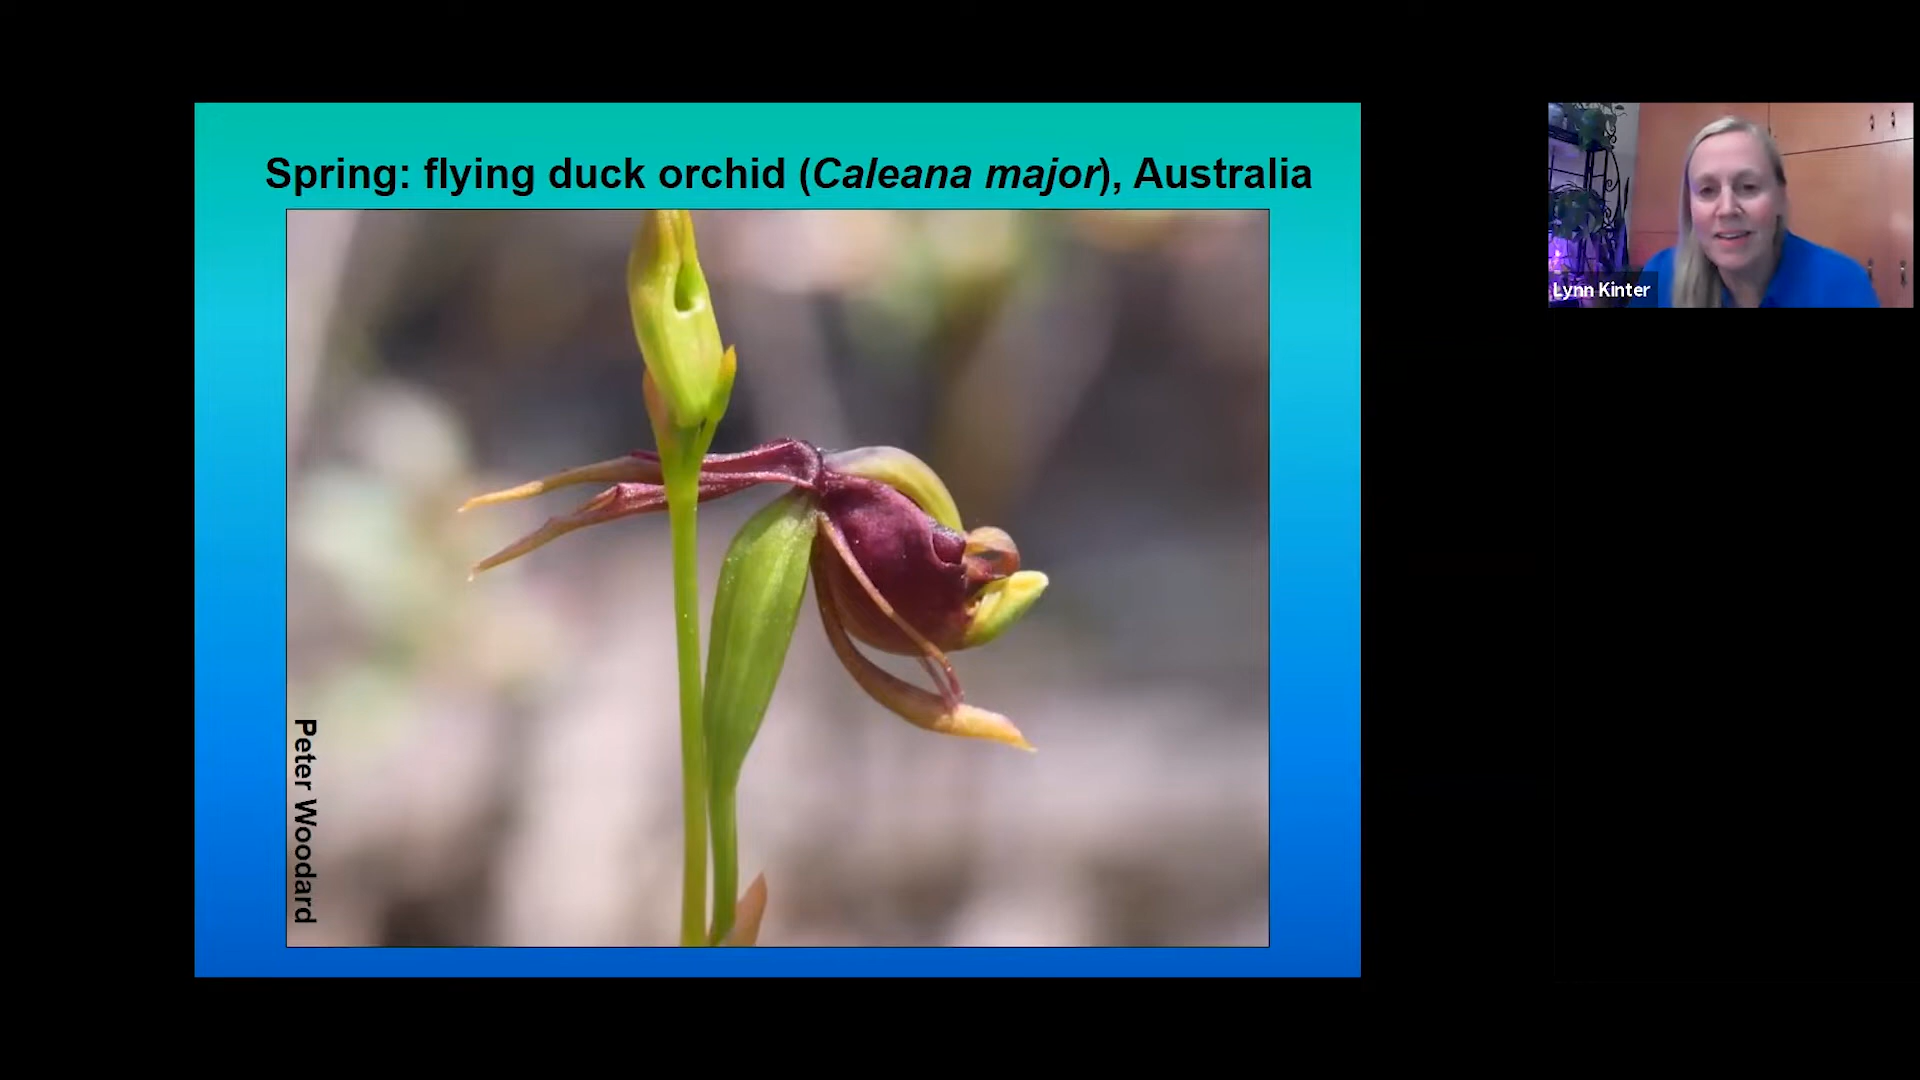 Spring: flying duck orchid (Caleana major), Australia
Lynn Kinter
Peter Woodard